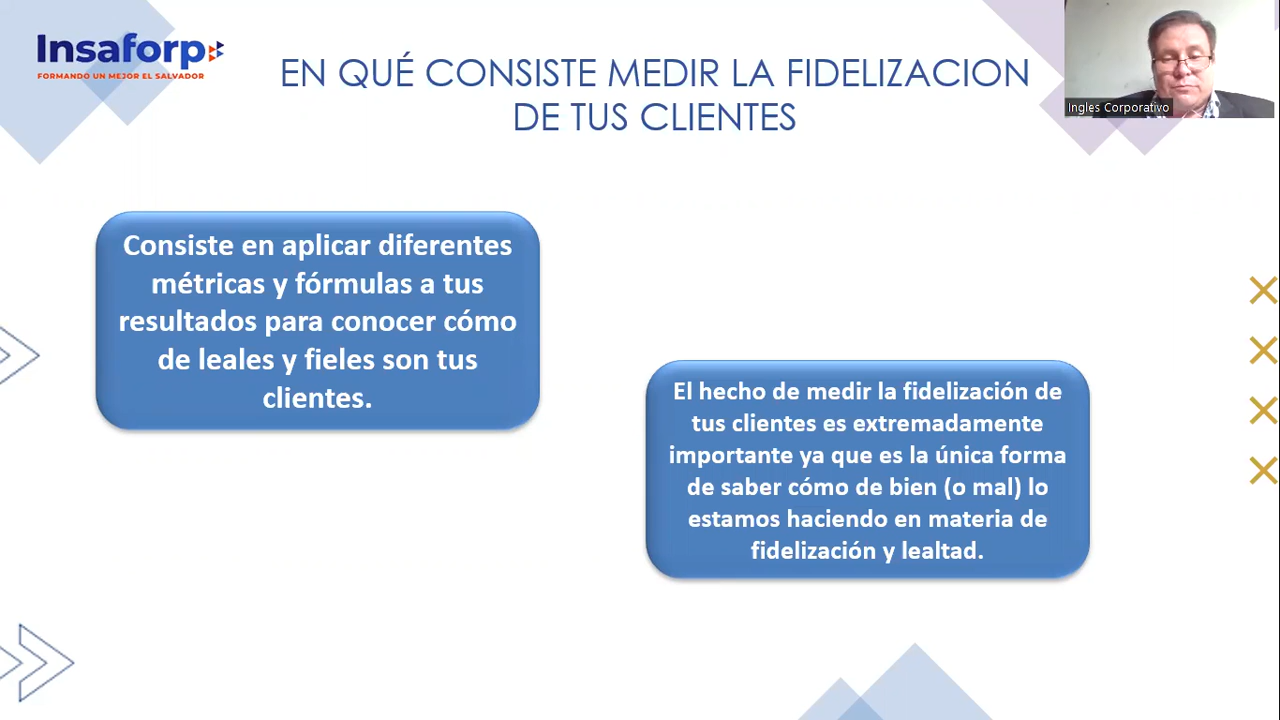 Insaforp
FORMANDO UN MEJOR EL SALVADOR
EN QUÉ CONSISTE MEDIR LA FIDELIZACION
DE TUS CLIENTES
Ingles Corporativo
Consiste en aplicar diferentes
métricas y fórmulas a tus
resultados para conocer cómo
de leales y fieles son tus
clientes.
El hecho de medir la fidelización de
tus clientes es extremadamente
importante ya que es la única forma
de saber cómo de bien (o mal) lo
estamos haciendo en materia de
fidelización y lealtad.